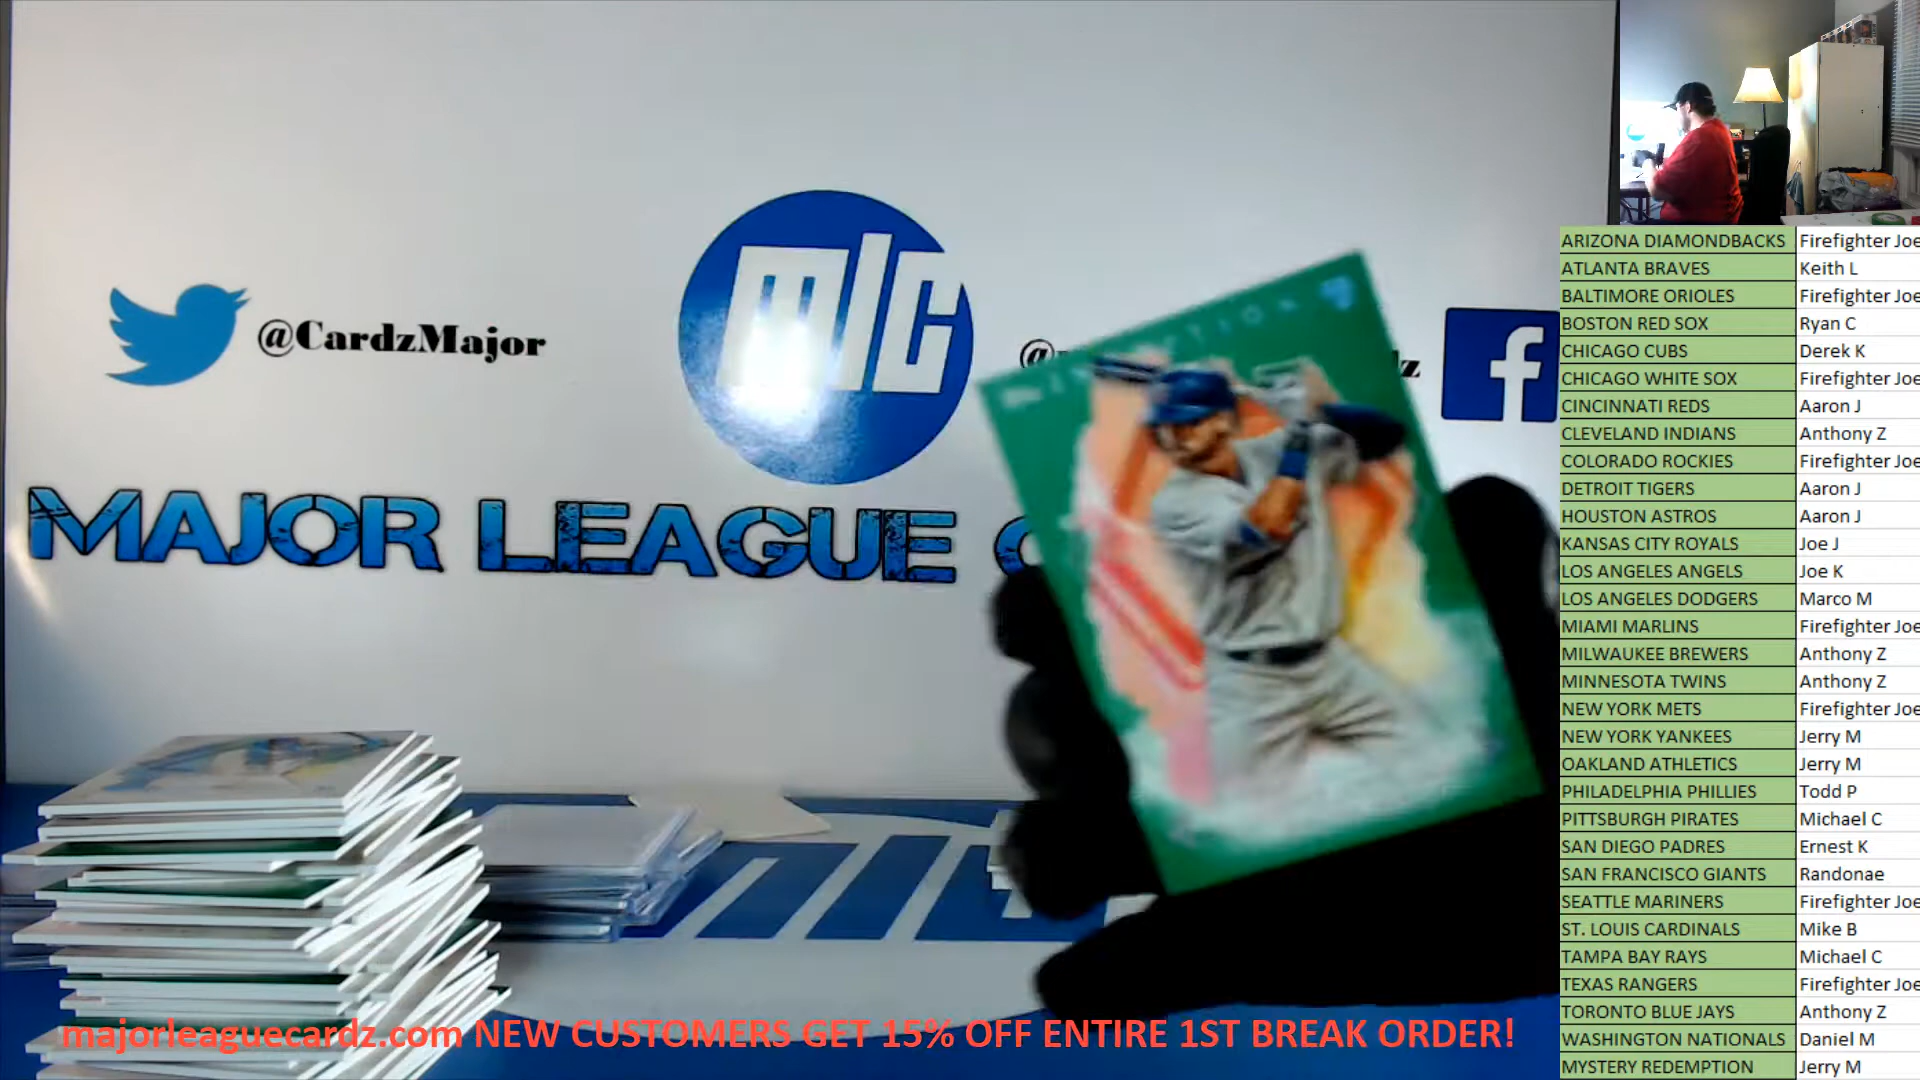 @CardzMajor
mlc
@
z
f
MAJOR LEAGUE C
majorleaguecardz.com NEW CUSTOMERS GET 15% OFF ENTIRE 1ST BREAK ORDER!
ARIZONA DIAMONDBACKS Firefighter Joe
ATLANTA BRAVES Keith L
BALTIMORE ORIOLES Firefighter Joe
BOSTON RED SOX Ryan C
CHICAGO CUBS Derek K
CHICAGO WHITE SOX Firefighter Joe
CINCINNATI REDS Aaron J
CLEVELAND INDIANS Anthony Z
COLORADO ROCKIES Firefighter Joe
DETROIT TIGERS Aaron J
HOUSTON ASTROS Aaron J
KANSAS CITY ROYALS Joe J
LOS ANGELES ANGELS Joe K
LOS ANGELES DODGERS Marco M
MIAMI MARLINS Firefighter Joe
MILWAUKEE BREWERS Anthony Z
MINNESOTA TWINS Anthony Z
NEW YORK METS Firefighter Joe
NEW YORK YANKEES Jerry M
OAKLAND ATHLETICS Jerry M
PHILADELPHIA PHILLIES Todd P
PITTSBURGH PIRATES Michael C
SAN DIEGO PADRES Ernest K
SAN FRANCISCO GIANTS Randonae
SEATTLE MARINERS Firefighter Joe
ST. LOUIS CARDINALS Mike B
TAMPA BAY RAYS Michael C
TEXAS RANGERS Firefighter Joe
TORONTO BLUE JAYS Anthony Z
WASHINGTON NATIONALS Daniel M
MYSTERY REDEMPTION Jerry M